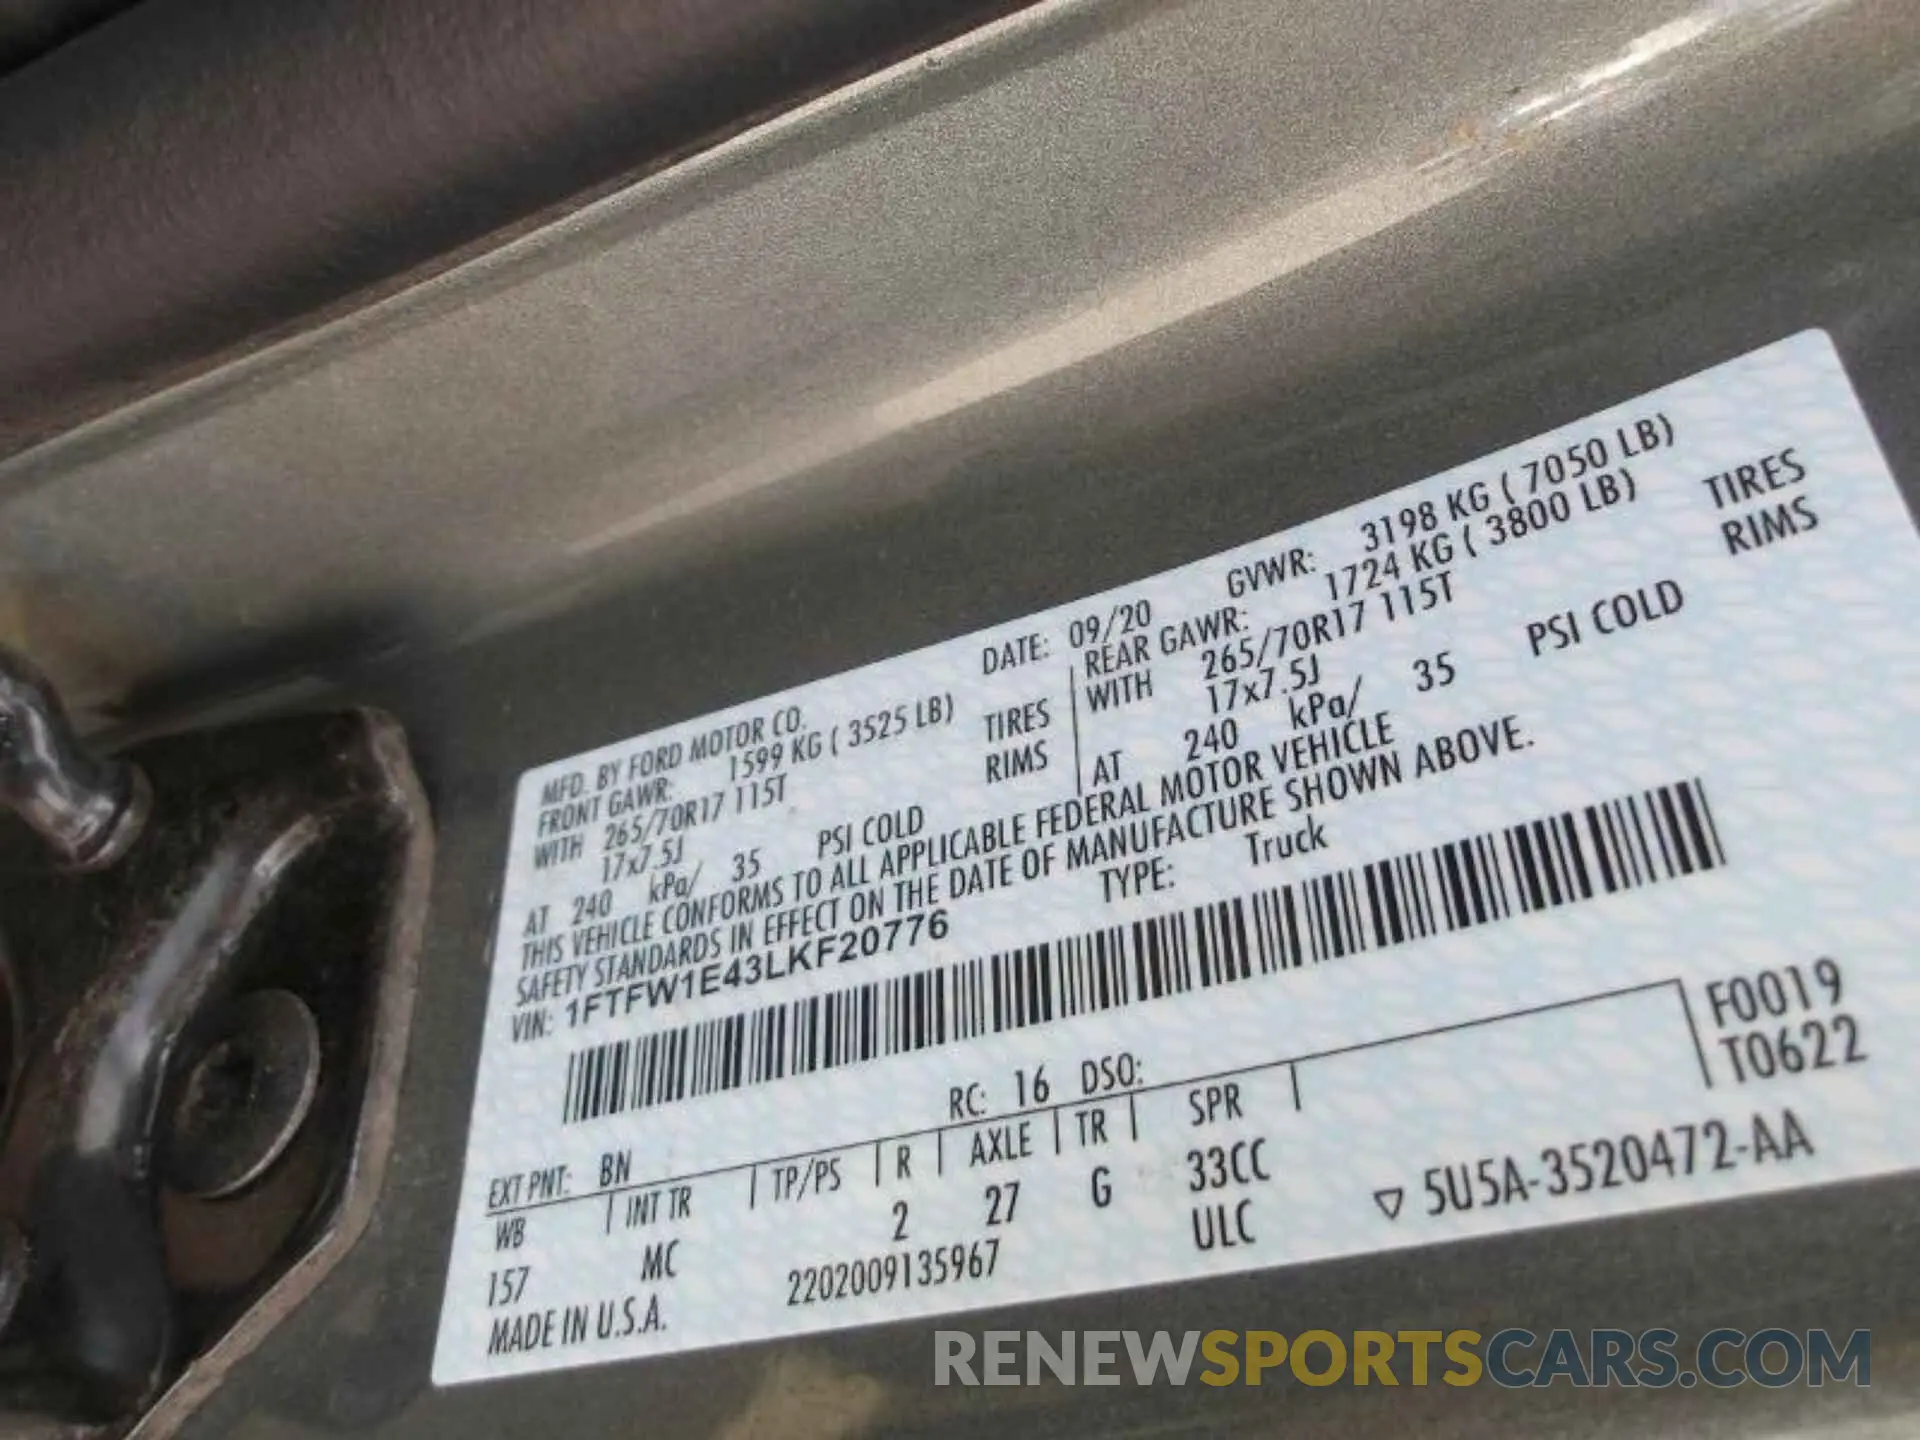 MFD. BY FORD MOTOR CO.
DATE: 09/20 GVWR: 3198 KG ( 7050 LB)
FRONT GAWR: 1599 KG ( 3525 LB)
REAR GAWR: 1724 KG ( 3800 LB)
WITH 265/70R17 115T TIRES
WITH 265/70R17 115T TIRES
17x7.5J RIMS
17x7.5J RIMS
AT 240 kPa/ 35 PSI COLD
AT 240 kPa/ 35 PSI COLD
THIS VEHICLE CONFORMS TO ALL APPLICABLE FEDERAL MOTOR VEHICLE
SAFETY STANDARDS IN EFFECT ON THE DATE OF MANUFACTURE SHOWN ABOVE.
VIN: 1FTFW1E43LKF20776 TYPE: Truck
F0019
T0622
EXT PNT: BN RC: 16 DSO:
WB INT TR TP/PS R AXLE TR SPR
157 MC 2 27 G 33CC
ULC
MADE IN U.S.A. 2202009135967
▽ 5U5A-3520472-AA
RENEWSPORTSCARS.COM